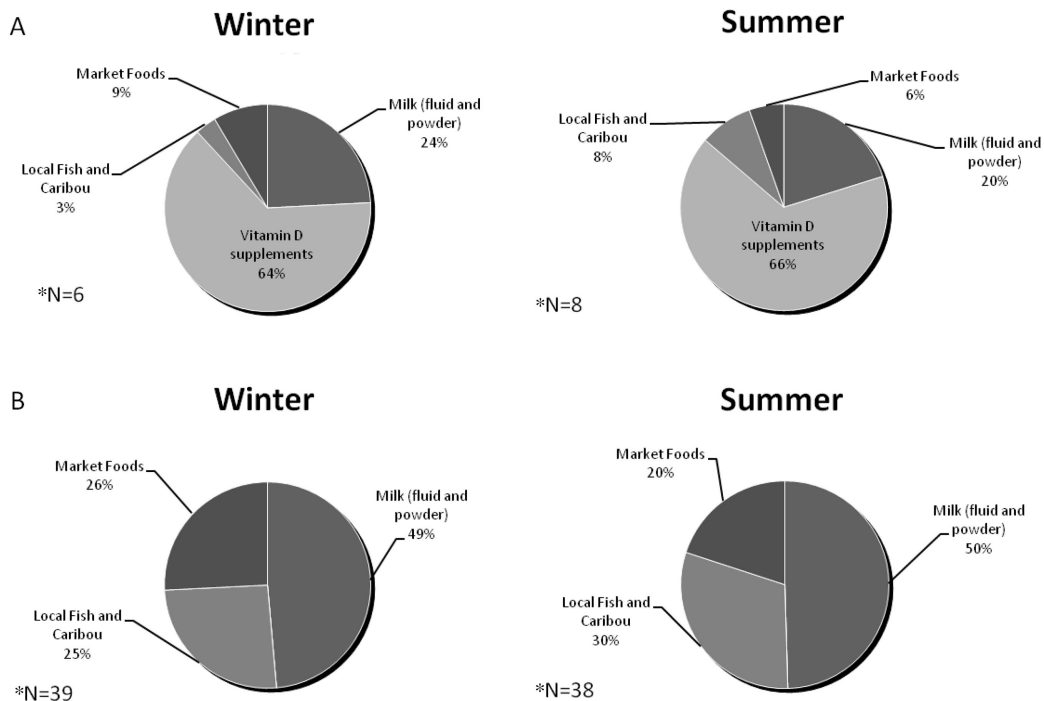 A
Winter
Market Foods
9%
Milk (fluid and
powder)
24%
Local Fish and
Caribou
3%
Vitamin D
supplements
64%
*N=6
Summer
Market Foods
6%
Local Fish and
Caribou
8%
Milk (fluid and
powder)
20%
Vitamin D
supplements
66%
*N=8
B
Winter
Market Foods
26%
Milk (fluid and
powder)
49%
Local Fish and
Caribou
25%
*N=39
Summer
Market Foods
20%
Milk (fluid and
powder)
50%
Local Fish and
Caribou
30%
*N=38